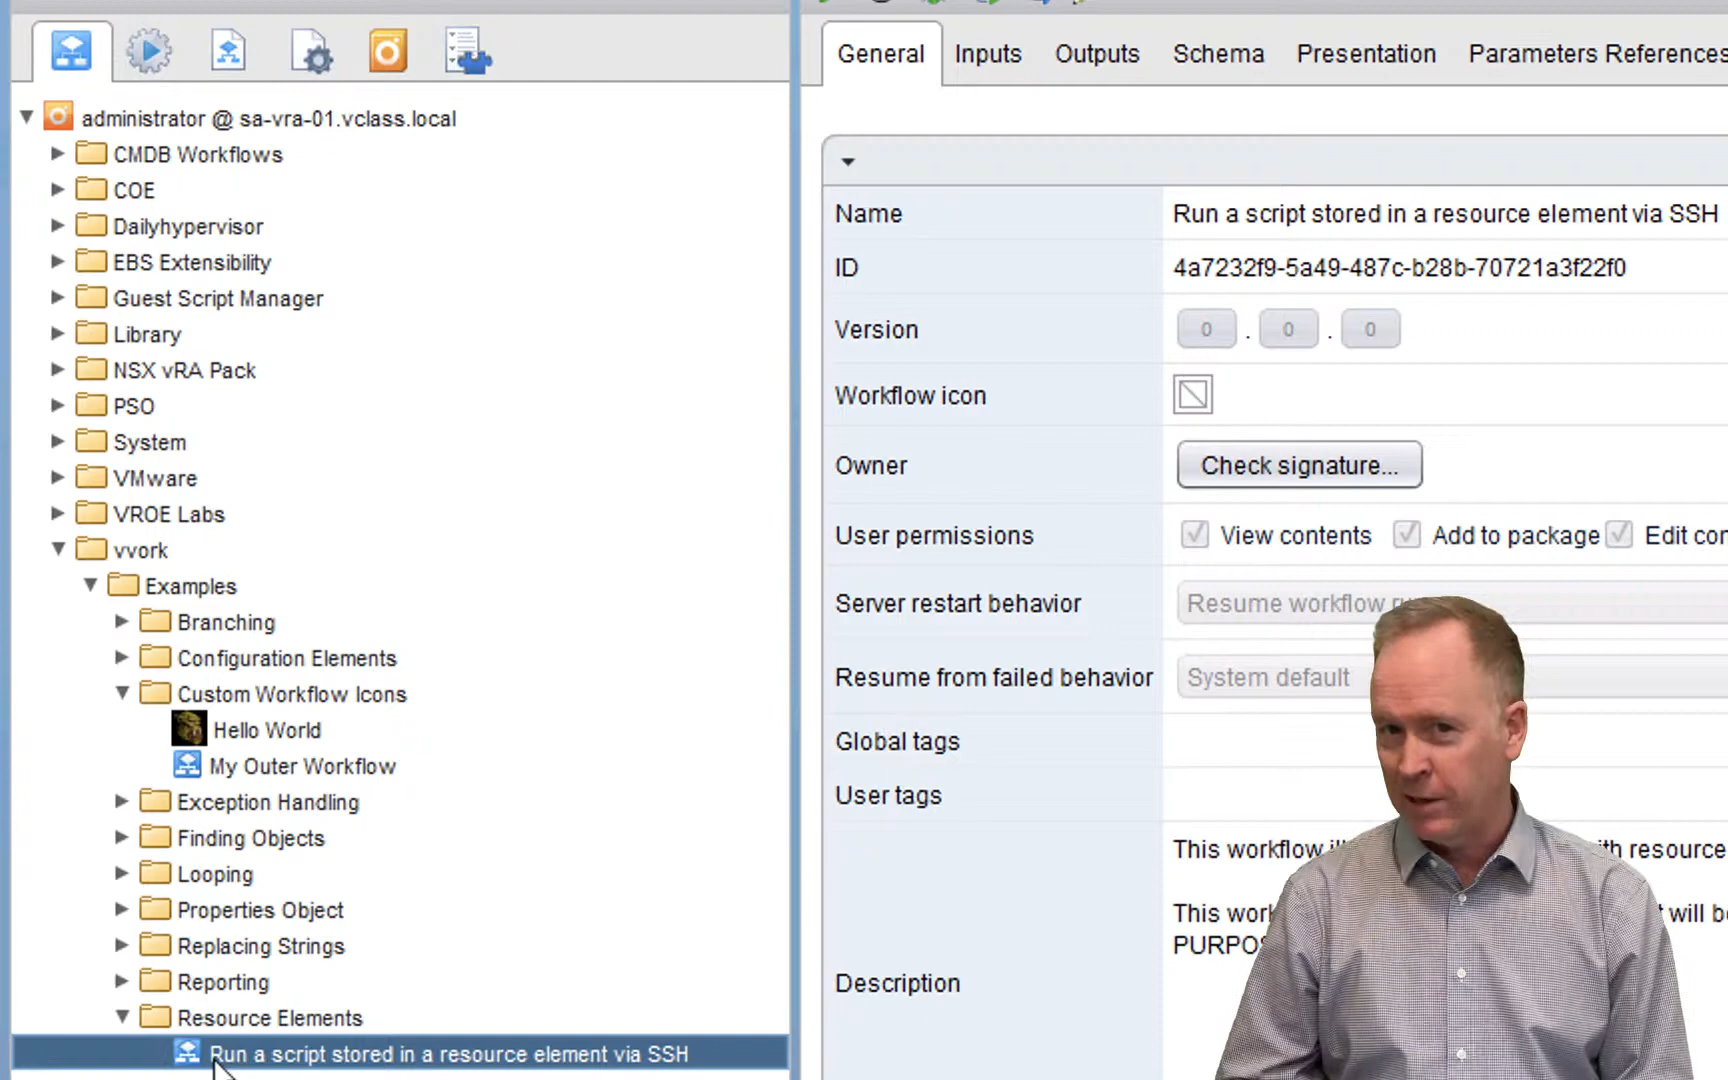 administrator @ sa-vra-01.vclass.local
CMDB Workflows
COE
Dailyhypervisor
EBS Extensibility
Guest Script Manager
Library
NSX vRA Pack
PSO
System
VMware
VROE Labs
vvork
Examples
Branching
Configuration Elements
Custom Workflow Icons
Hello World
My Outer Workflow
Exception Handling
Finding Objects
Looping
Properties Object
Replacing Strings
Reporting
Resource Elements
Run a script stored in a resource element via SSH
General Inputs Outputs Schema Presentation Parameters References
Name Run a script stored in a resource element via SSH
ID 4a7232f9-5a49-487c-b28b-70721a3f22f0
Version 0 . 0 . 0
Workflow icon
Owner Check signature...
User permissions View contents Add to package Edit
Server restart behavior Resume workflow
Resume from failed behavior System default
Global tags
User tags
Description
This workflow resource
This will